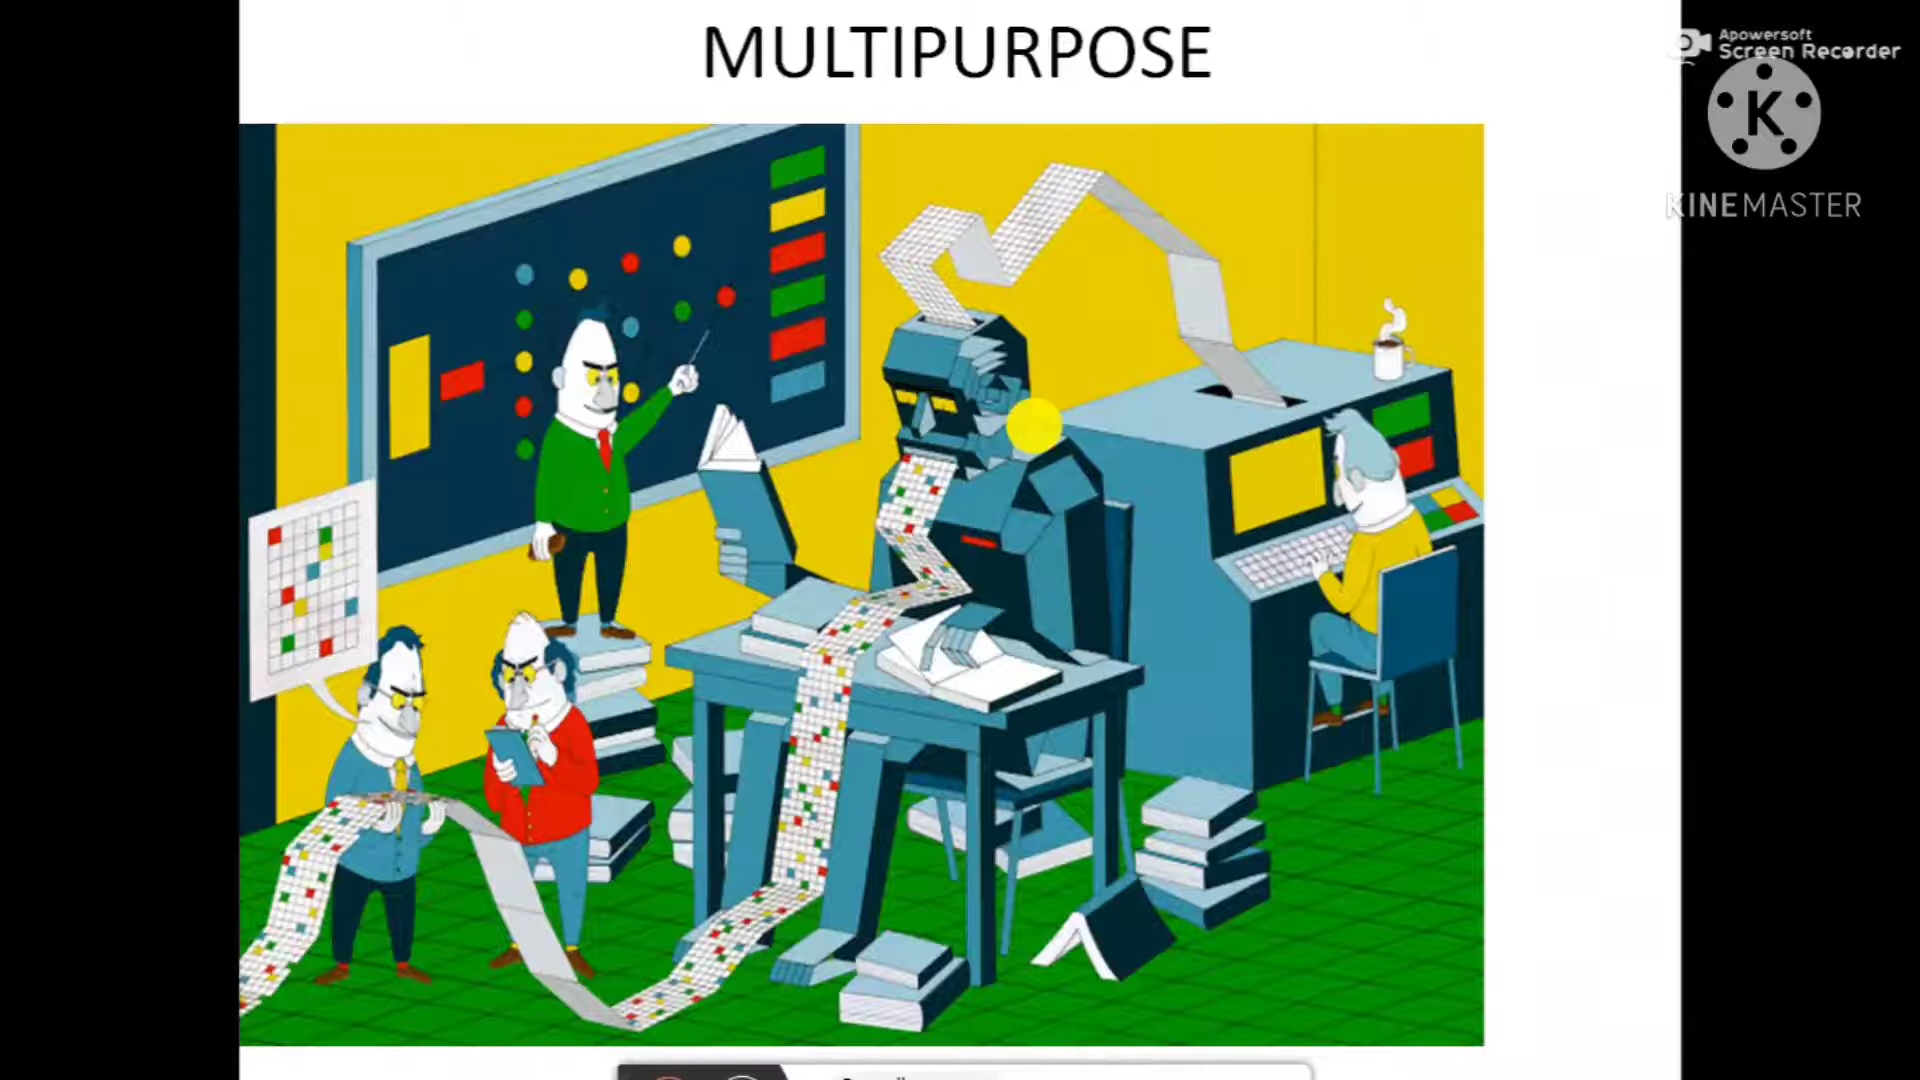 MULTIPURPOSE
Apowersoft
Screen Recorder
K
KINEMASTER